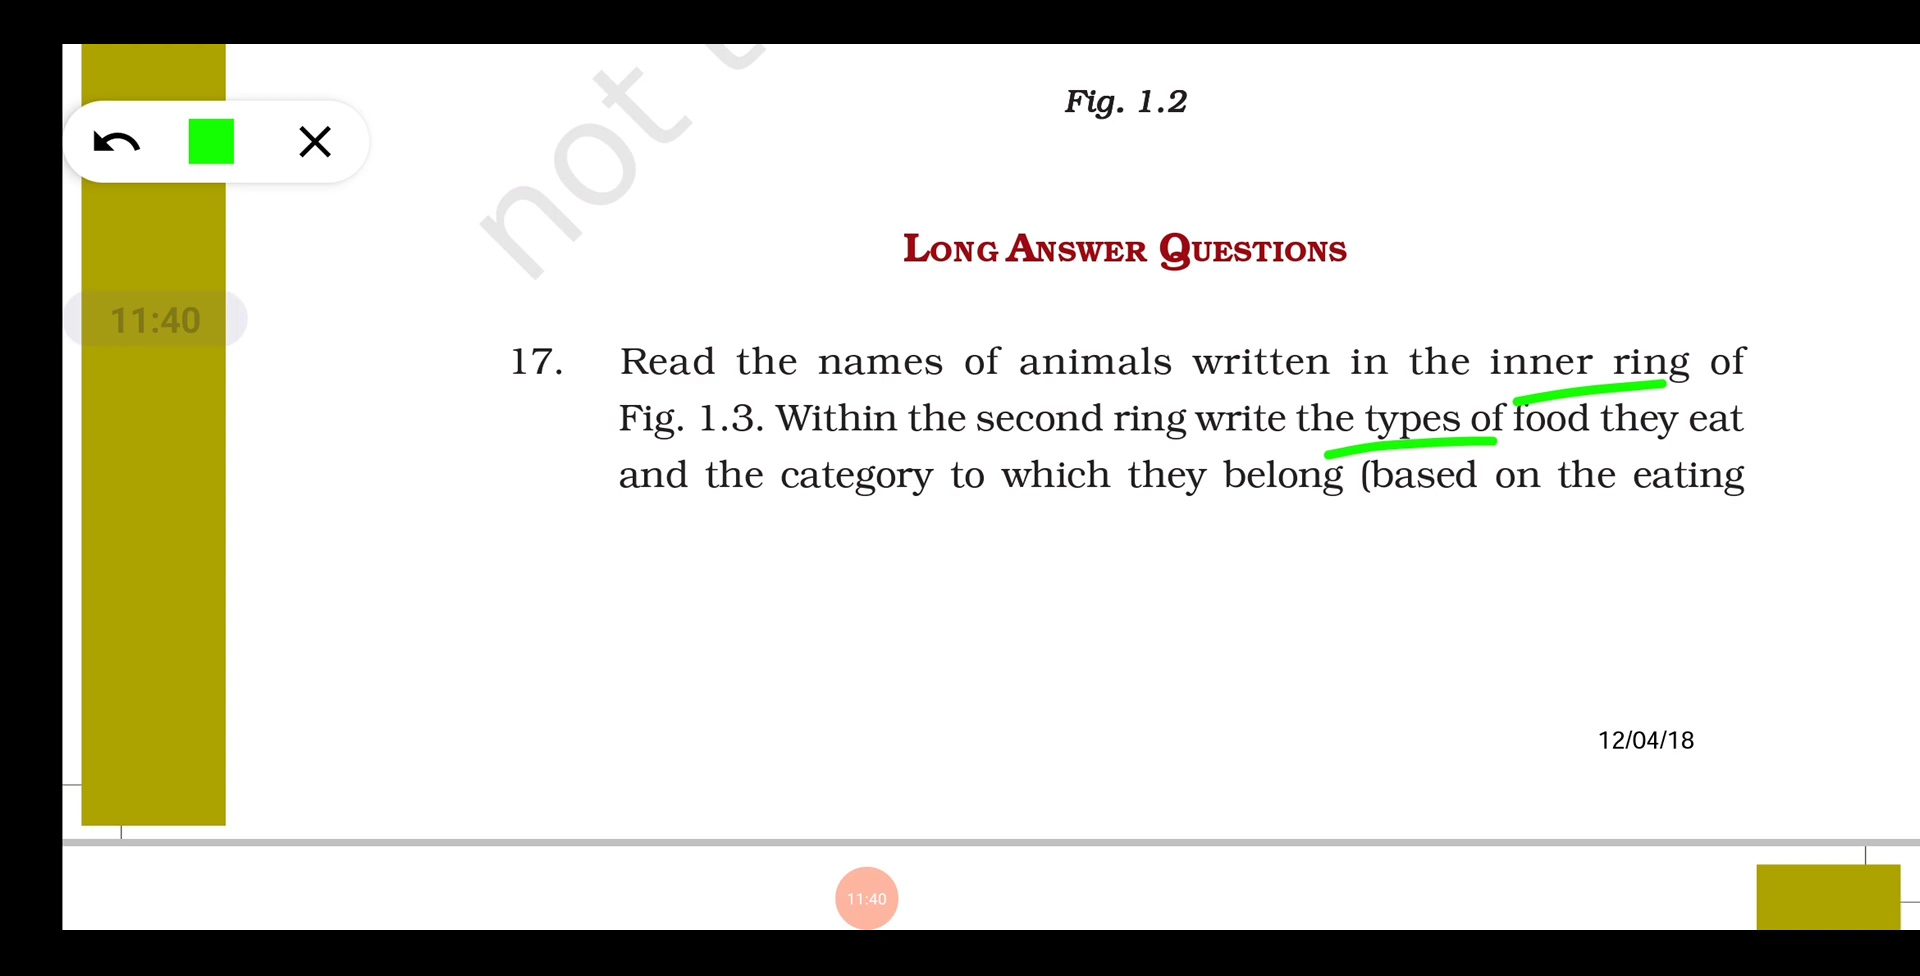 not t
Fig. 1.2
LONG ANSWER QUESTIONS
11:40
17. Read the names of animals written in the inner ring of
Fig. 1.3. Within the second ring write the types of food they eat
and the category to which they belong (based on the eating
12/04/18
11:40